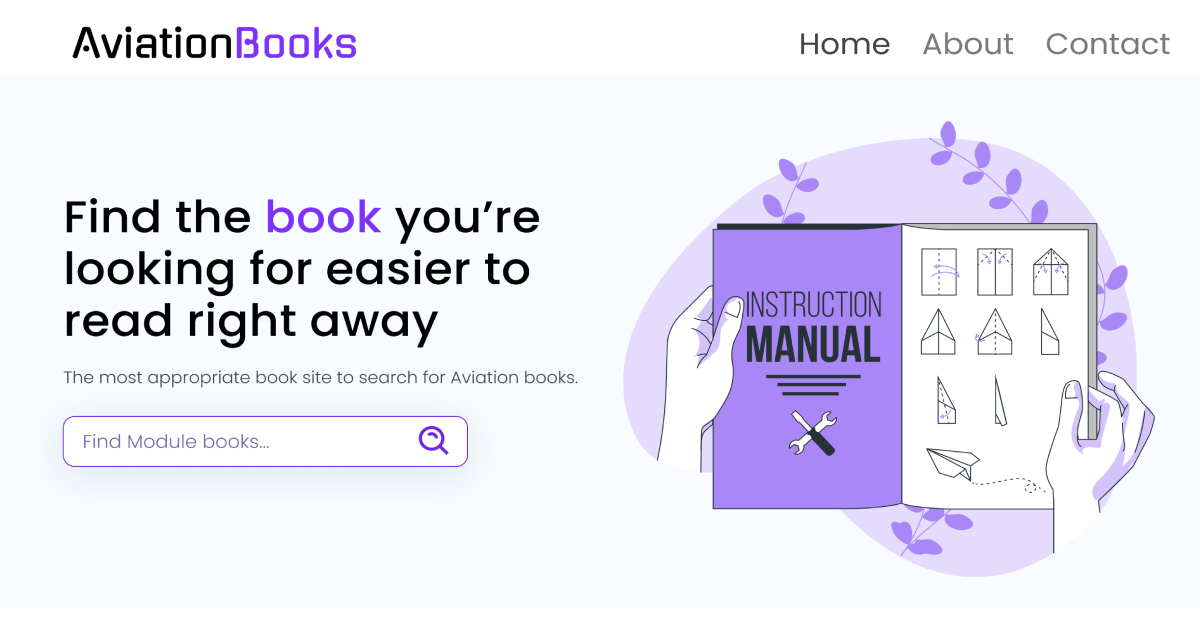 AviationBooks
Home About Contact
Find the book you’re
looking for easier to
read right away
The most appropriate book site to search for Aviation books.
Find Module books...
INSTRUCTION
MANUAL